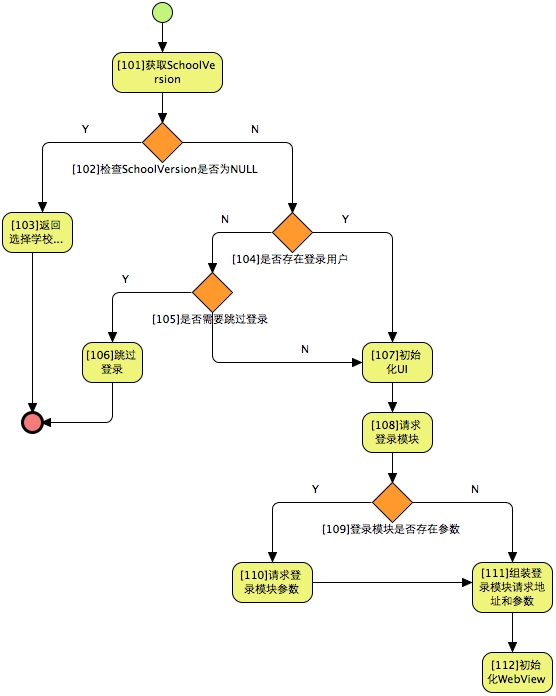 [101]获取SchoolVe
rsion
Y
N
[102]检查SchoolVersion是否为NULL
[103]返回
选择学校...
N
Y
[104]是否存在登录用户
Y
[105]是否需要跳过登录
[106]跳过
登录
N
[107]初始
化UI
[108]请求
登录模块
Y
N
[109]登录模块是否存在参数
[110]请求登
录模块参数
[111]组装登
录模块请求地
址和参数
[112]初始
化WebView